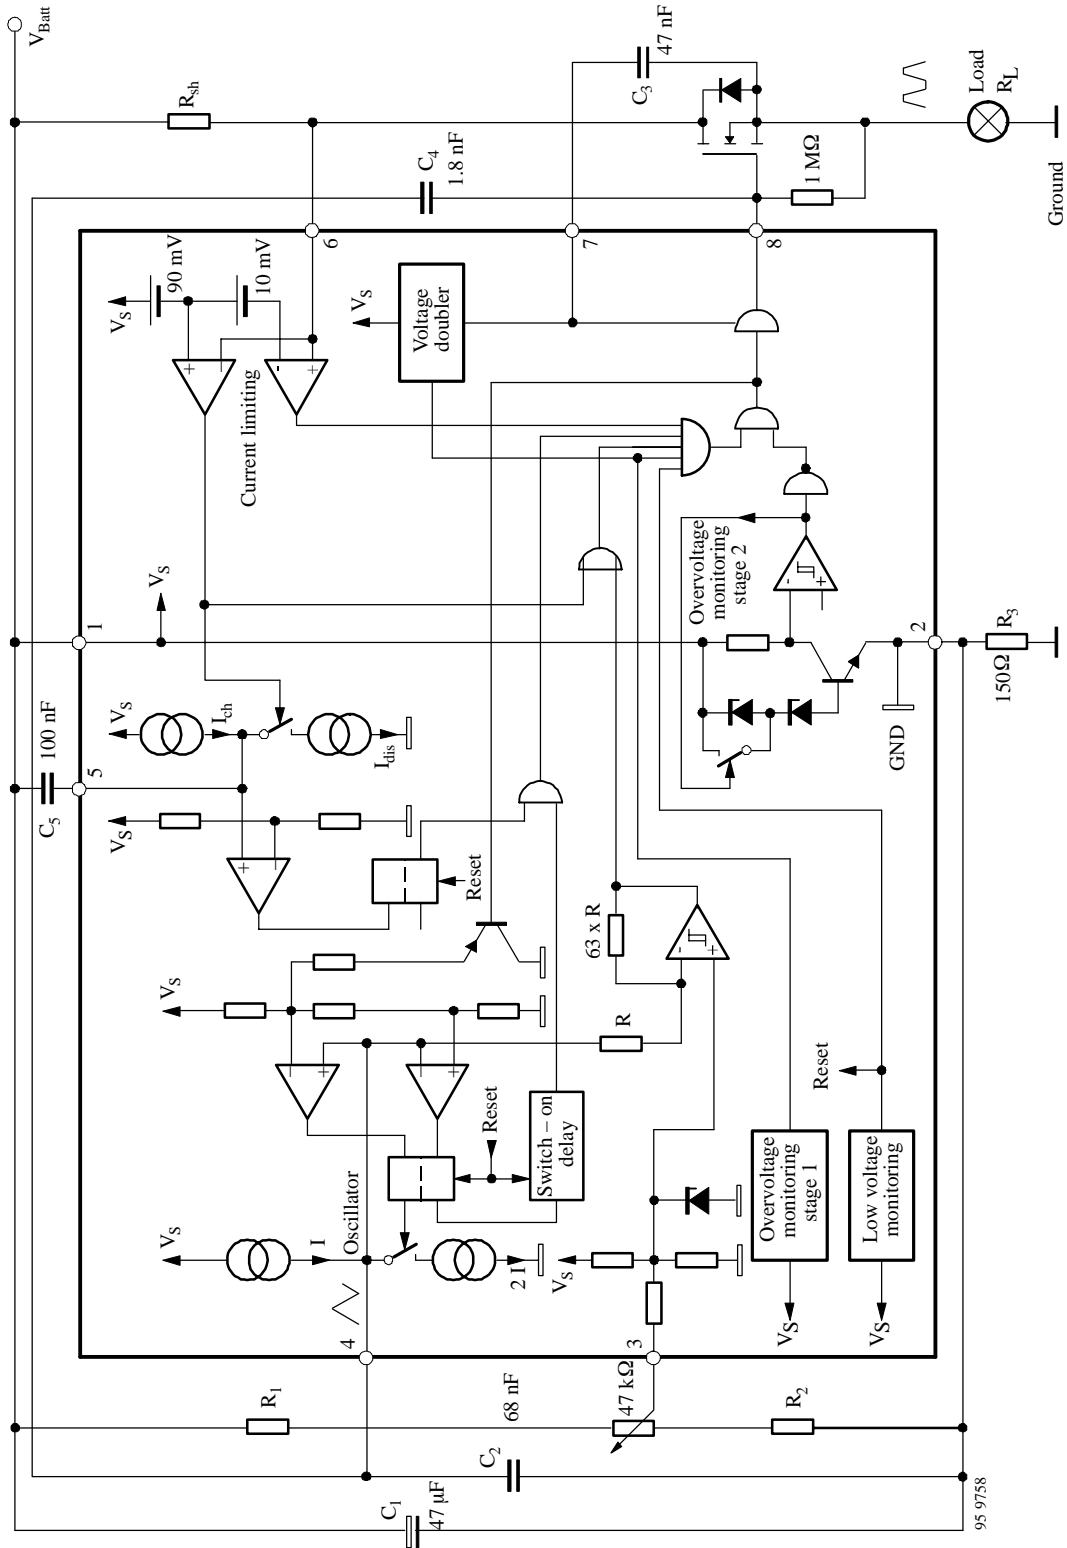 V_Batt
R_sh
C_3
47 nF
Load
R_L
Ground
C_4
1.8 nF
1 MΩ
6
7
8
V_S
90 mV
10 mV
+
-
-
+
Current limiting
Voltage
doubler
V_S
1
V_S
Overvoltage
monitoring
stage 2
-
+
2
R_3
150Ω
GND
C_5
100 nF
5
V_S
I_ch
I_dis
V_S
+
-
Reset
V_S
63 x R
R
-
+
-
+
-
+
Reset
Switch – on
delay
Reset
Oscillator
V_S
I
2 I
V_S
Overvoltage
monitoring
stage 1
Low voltage
monitoring
V_S
V_S
4
3
R_1
68 nF
47 kΩ
R_2
C_2
C_1
47 µF
95 9758